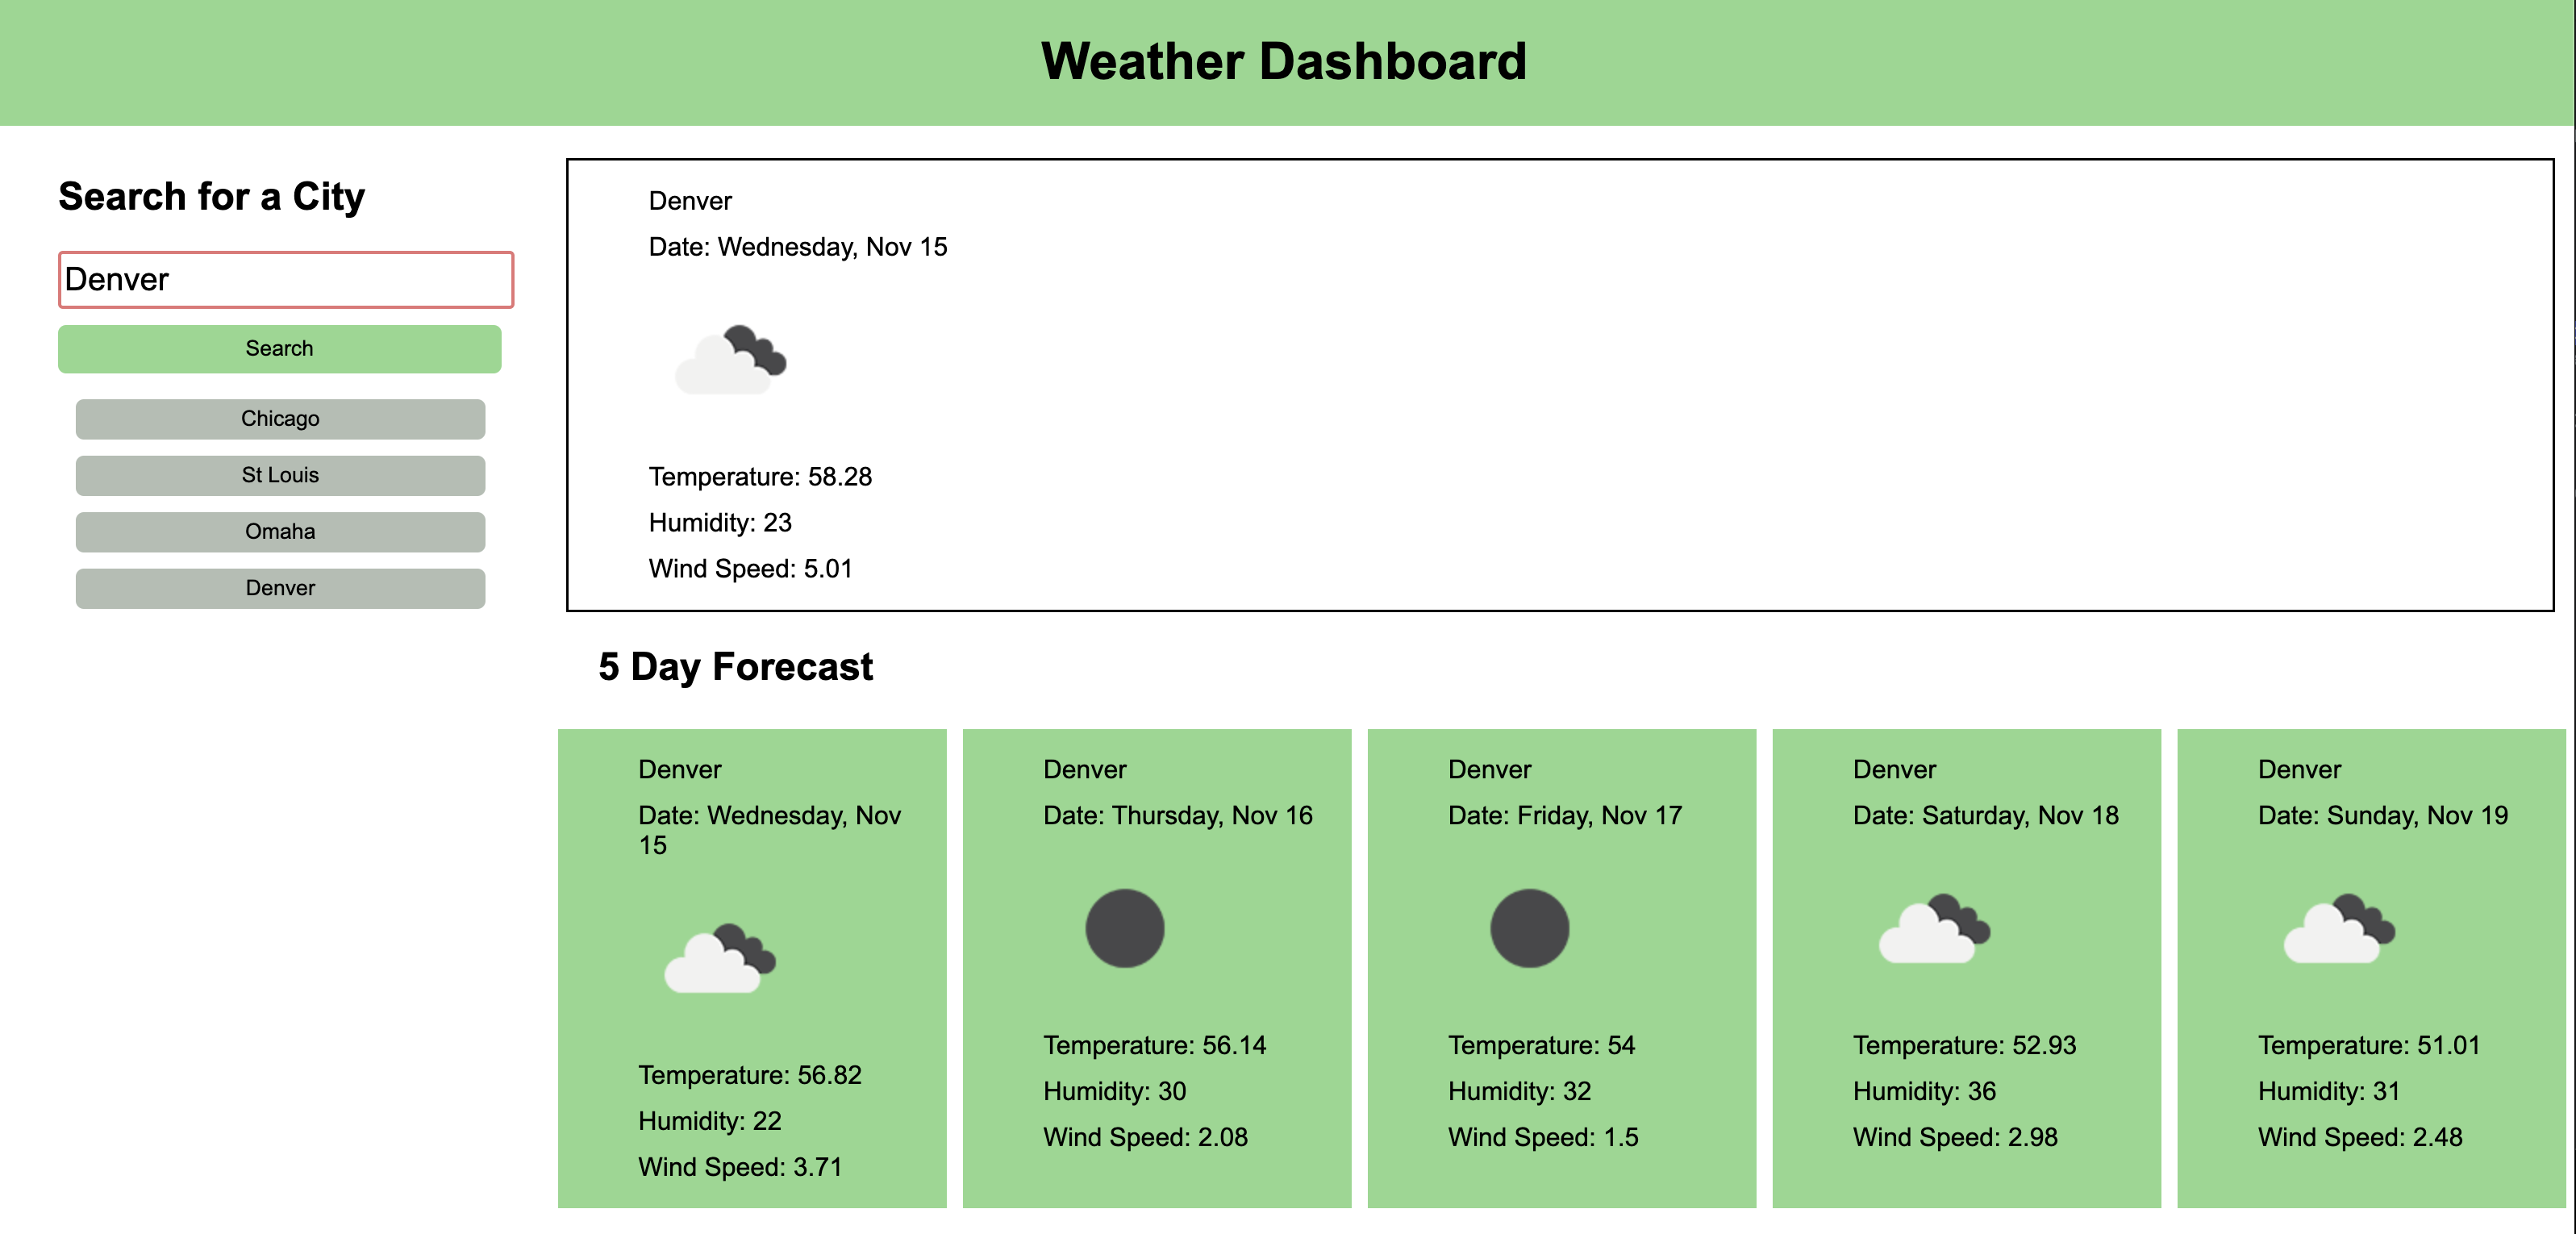 Weather Dashboard
Search for a City
Denver
Search
Chicago
St Louis
Omaha
Denver
Denver
Date: Wednesday, Nov 15
Temperature: 58.28
Humidity: 23
Wind Speed: 5.01
5 Day Forecast
Denver
Date: Wednesday, Nov
15
Temperature: 56.82
Humidity: 22
Wind Speed: 3.71
Denver
Date: Thursday, Nov 16
Temperature: 56.14
Humidity: 30
Wind Speed: 2.08
Denver
Date: Friday, Nov 17
Temperature: 54
Humidity: 32
Wind Speed: 1.5
Denver
Date: Saturday, Nov 18
Temperature: 52.93
Humidity: 36
Wind Speed: 2.98
Denver
Date: Sunday, Nov 19
Temperature: 51.01
Humidity: 31
Wind Speed: 2.48